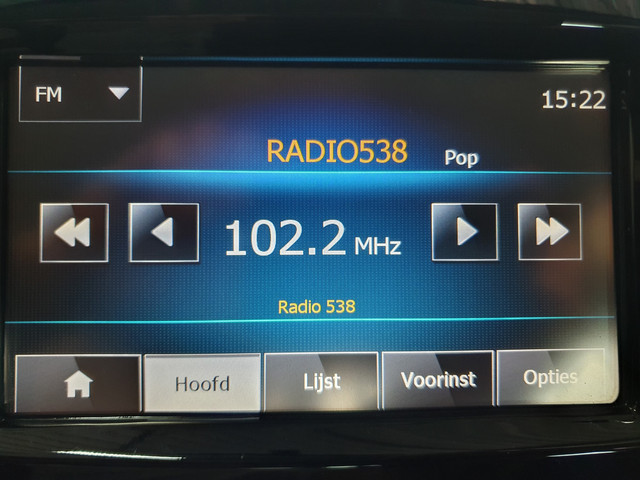 FM
15:22
RADIO538 Pop
102.2 MHz
Radio 538
Hoofd Lijst Voorinst Opties